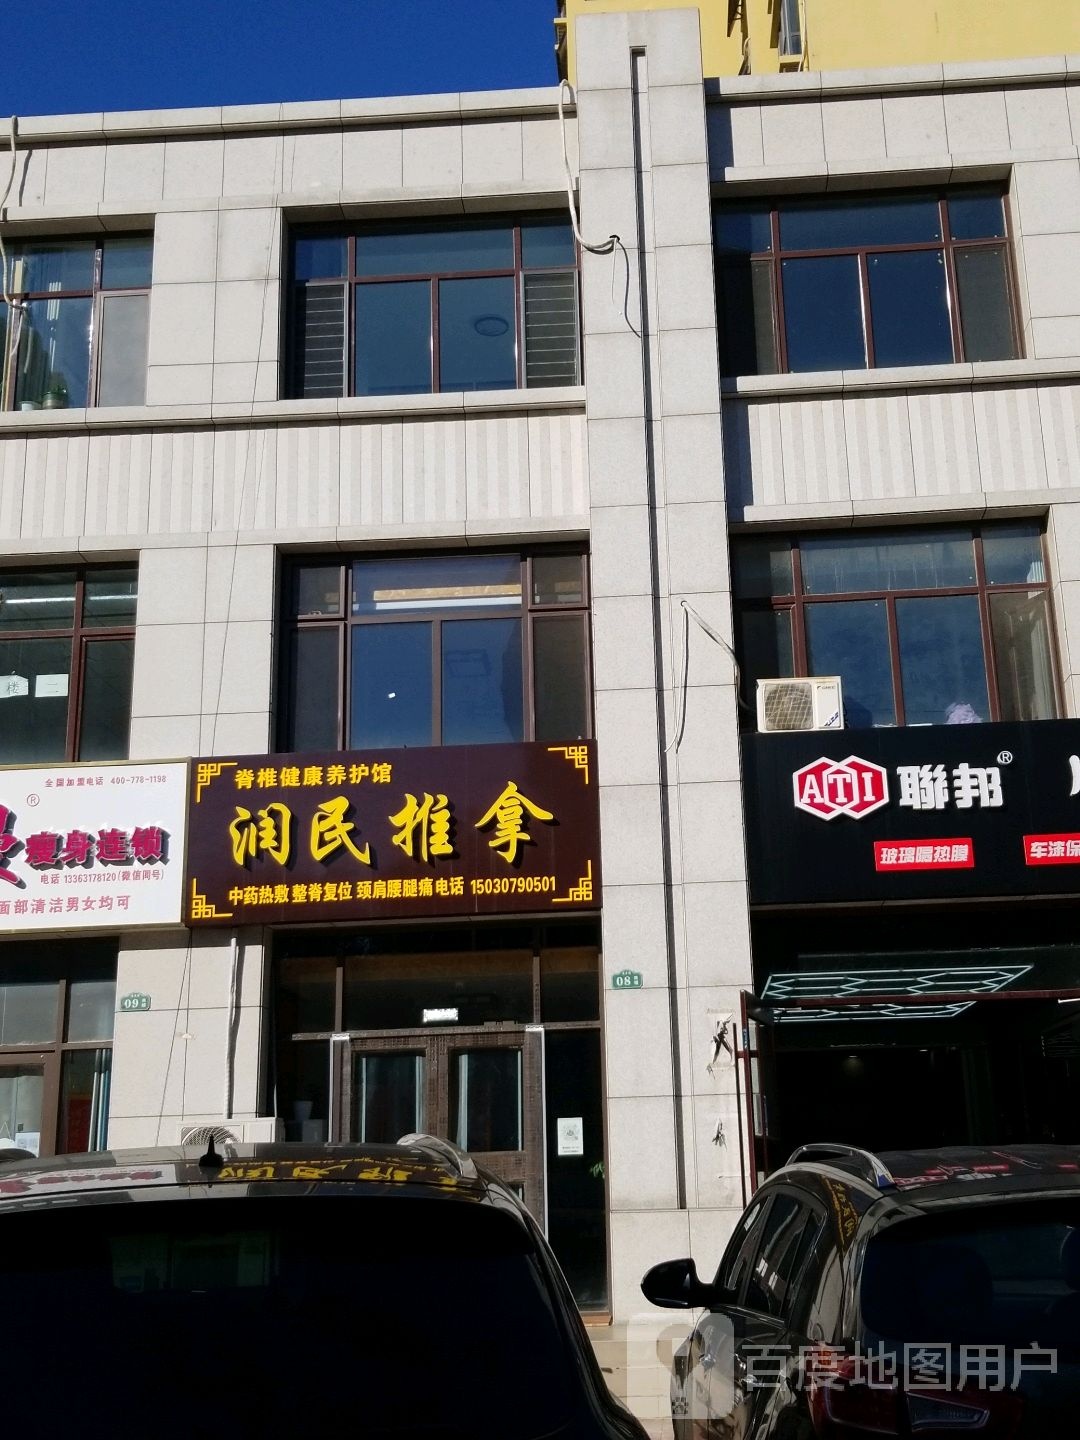 楼 二
全国加盟电话 400-778-1198
®
瘦身连锁
电话 13363178120(微信同号)
面部清洁男女均可
脊椎健康养护馆
润民推拿
中药热敷 整脊复位 颈肩腰腿痛 电话 15030790501
ATI 聯邦®
玻璃隔热膜
车漆保
09
08
百度地图用户